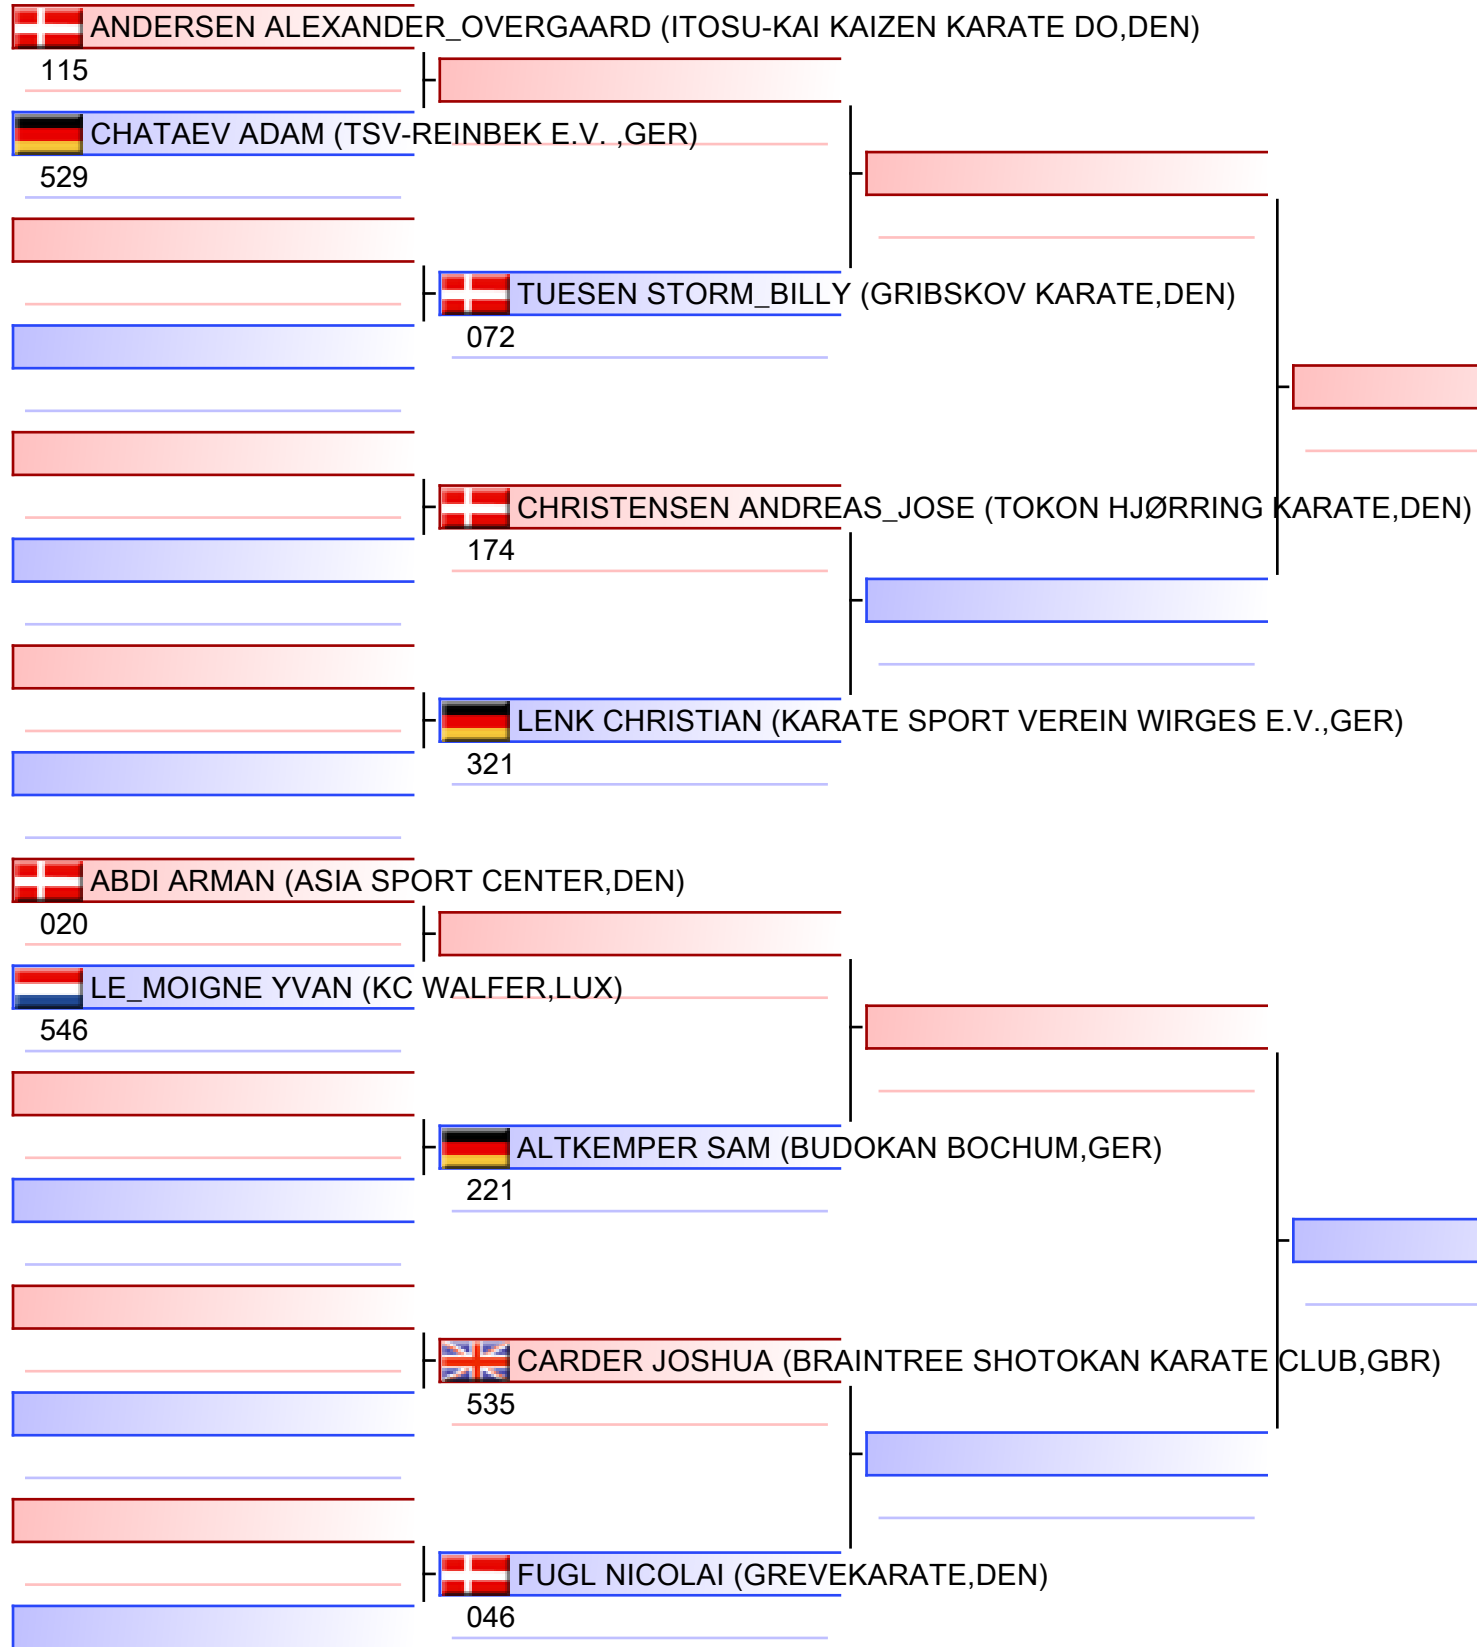 ANDERSEN ALEXANDER_OVERGAARD (ITOSU-KAI KAIZEN KARATE DO,DEN)
115
CHATAEV ADAM (TSV-REINBEK E.V. ,GER)
529
TUESEN STORM_BILLY (GRIBSKOV KARATE,DEN)
072
CHRISTENSEN ANDREAS_JOSE (TOKON HJØRRING KARATE,DEN)
174
LENK CHRISTIAN (KARATE SPORT VEREIN WIRGES E.V.,GER)
321
ABDI ARMAN (ASIA SPORT CENTER,DEN)
020
LE_MOIGNE YVAN (KC WALFER,LUX)
546
ALTKEMPER SAM (BUDOKAN BOCHUM,GER)
221
CARDER JOSHUA (BRAINTREE SHOTOKAN KARATE CLUB,GBR)
535
FUGL NICOLAI (GREVEKARATE,DEN)
046